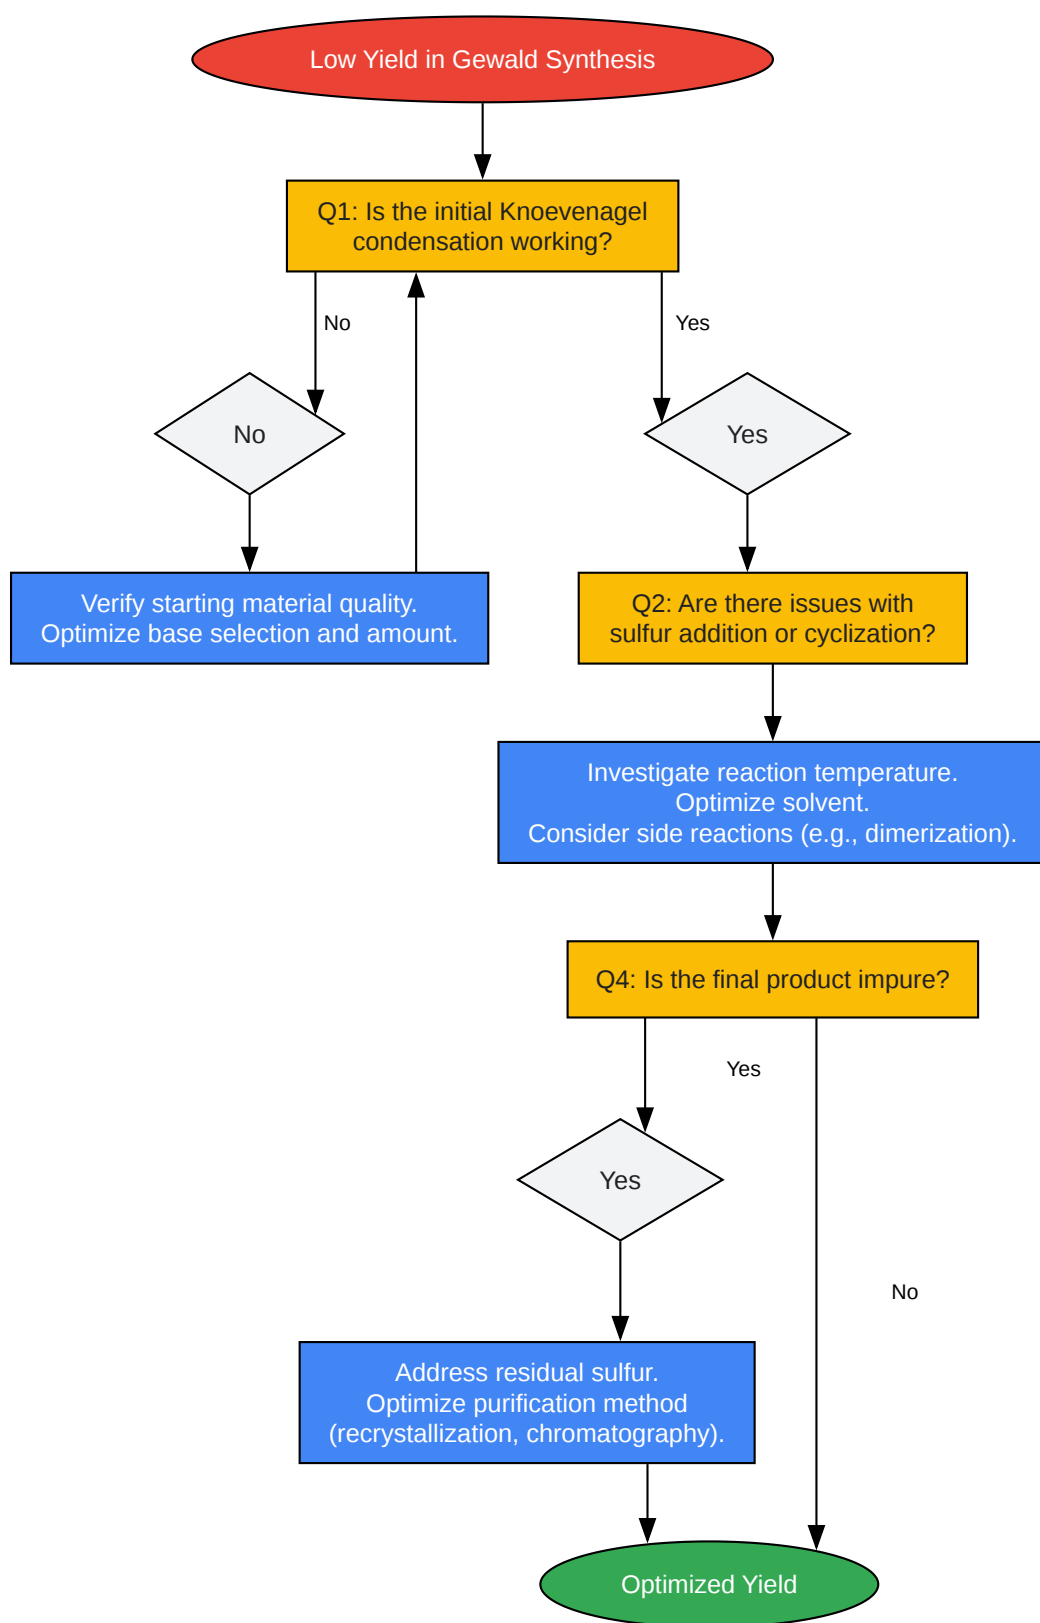 Low Yield in Gewald Synthesis
Q1: Is the initial Knoevenagel
condensation working?
No
Yes
No
Yes
Verify starting material quality.
Optimize base selection and amount.
Q2: Are there issues with
sulfur addition or cyclization?
Investigate reaction temperature.
Optimize solvent.
Consider side reactions (e.g., dimerization).
Q4: Is the final product impure?
Yes
Yes
No
Address residual sulfur.
Optimize purification method
(recrystallization, chromatography).
Optimized Yield